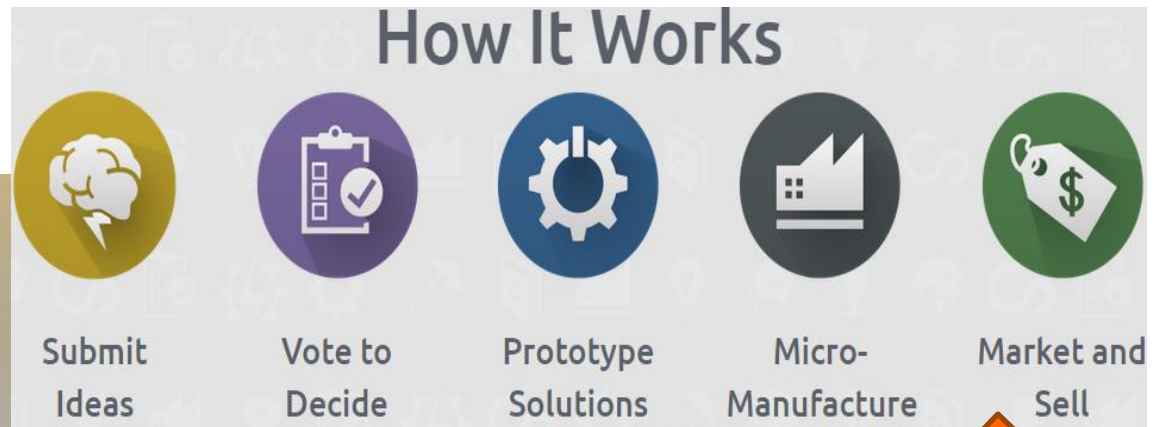 How It Works
Submit
Ideas
Vote to
Decide
Prototype
Solutions
Micro-
Manufacture
Market and
Sell
$